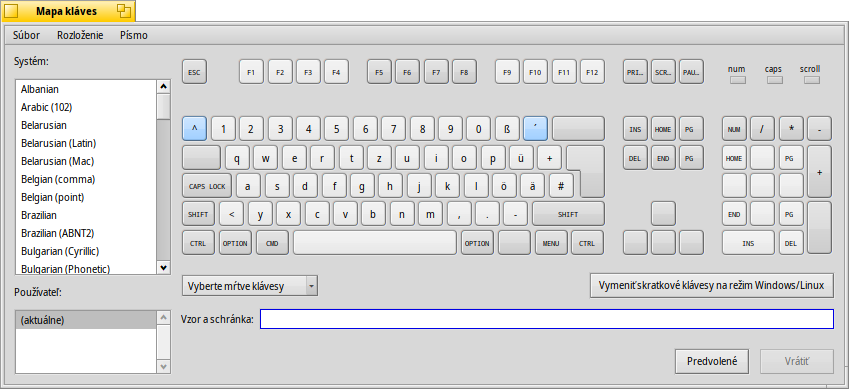 Mapa kláves
Súbor Rozloženie Písmo
Systém:
Albanian
Arabic (102)
Belarusian
Belarusian (Latin)
Belarusian (Mac)
Belgian (comma)
Belgian (point)
Brazilian
Brazilian (ABNT2)
Bulgarian (Cyrillic)
Bulgarian (Phonetic)
Používateľ:
(aktuálne)
ESC F1 F2 F3 F4 F5 F6 F7 F8 F9 F10 F11 F12 PRI... SCR... PAU... num caps scroll
^ 1 2 3 4 5 6 7 8 9 0 ß ´ INS HOME PG NUM / * -
q w e r t z u i o p ü + DEL END PG HOME PG +
CAPS LOCK a s d f g h j k l ö ä #
SHIFT < y x c v b n m , . - SHIFT END PG
CTRL OPTION CMD OPTION MENU CTRL INS DEL
Vyberte mŕtve klávesy
Vymeniť skratkové klávesy na režim Windows/Linux
Vzor a schránka:
Predvolené Vrátiť